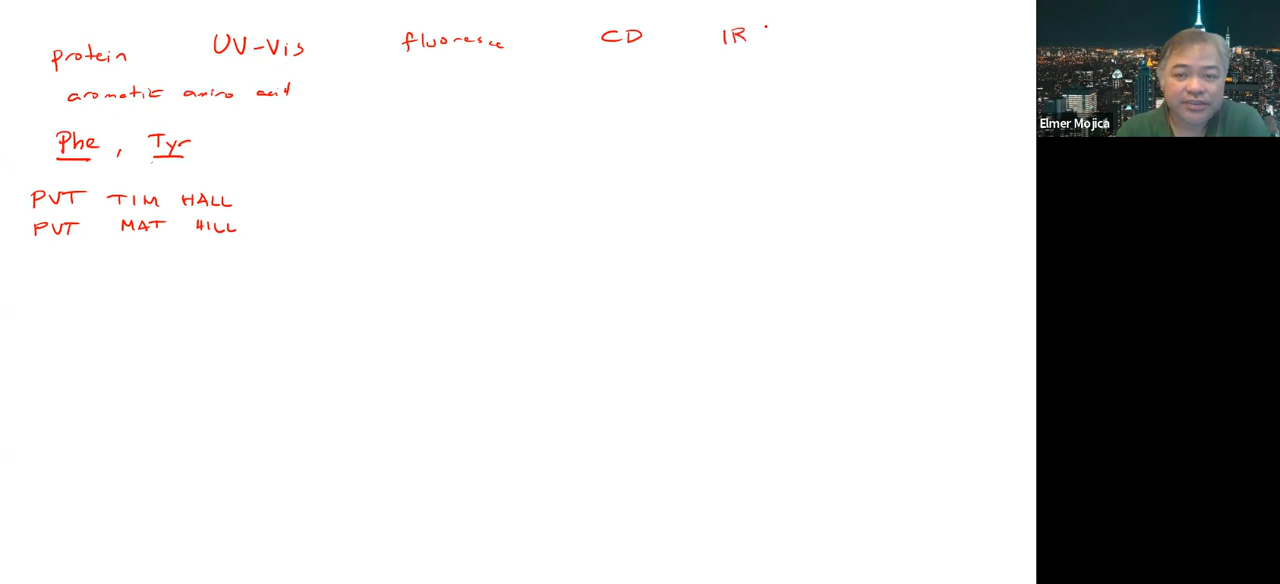 protein UV-Vis fluoresce CD IR
aromatic amino acid
Phe, Tyr
PVT TIM HALL
PVT MAT HILL
Elmer Mojica